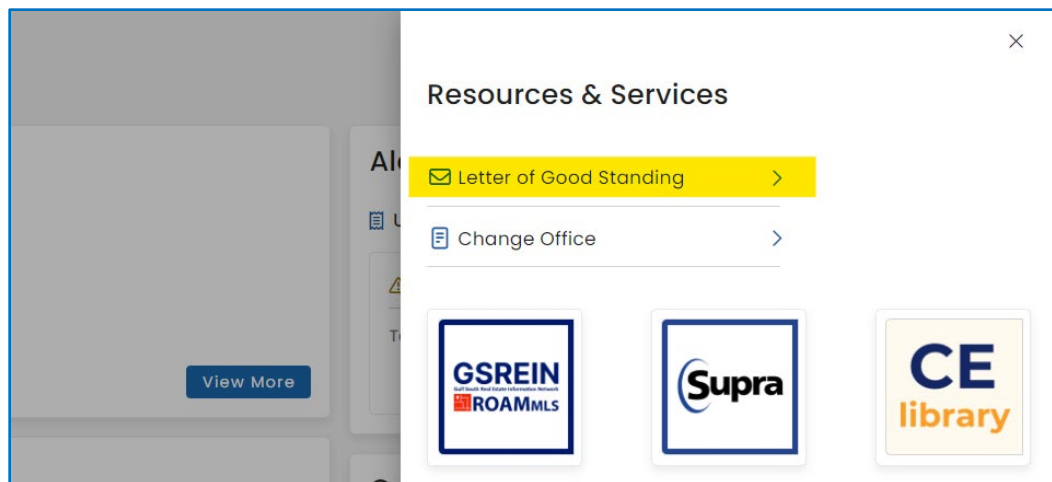 Resources & Services
Letter of Good Standing
Change Office
View More
GSREIN
Gulf South Real Estate Information Network
ROAMMLS
Supra
CE
library